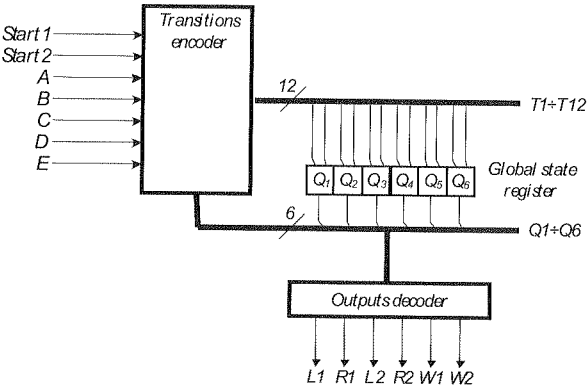 Transitions
encoder
Start 1
Start 2
A
B
C
D
E
12
T1÷T12
Q1 Q2 Q3 Q4 Q5 Q6
Global state
register
6
Q1÷Q6
Outputs decoder
L1 R1 L2 R2 W1 W2